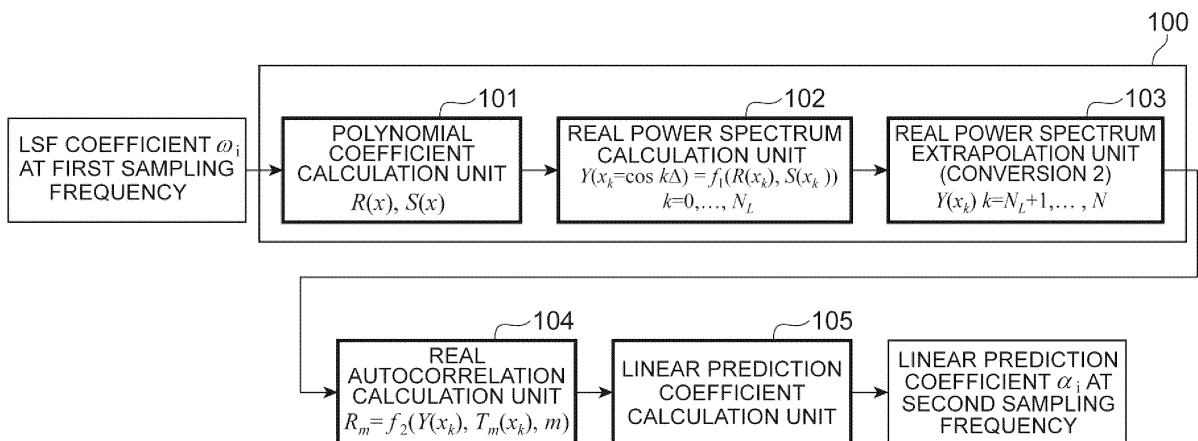 100
101
102
103
LSF COEFFICIENT ωi
AT FIRST SAMPLING
FREQUENCY
POLYNOMIAL
COEFFICIENT
CALCULATION UNIT
R(x), S(x)
REAL POWER SPECTRUM
CALCULATION UNIT
Y(xk=cos kΔ) = f1(R(xk), S(xk ))
k=0,..., NL
REAL POWER SPECTRUM
EXTRAPOLATION UNIT
(CONVERSION 2)
Y(xk) k=NL+1,... , N
104
105
REAL
AUTOCORRELATION
CALCULATION UNIT
Rm= f2(Y(xk), Tm(xk), m)
LINEAR PREDICTION
COEFFICIENT
CALCULATION UNIT
LINEAR PREDICTION
COEFFICIENT αi AT
SECOND SAMPLING
FREQUENCY